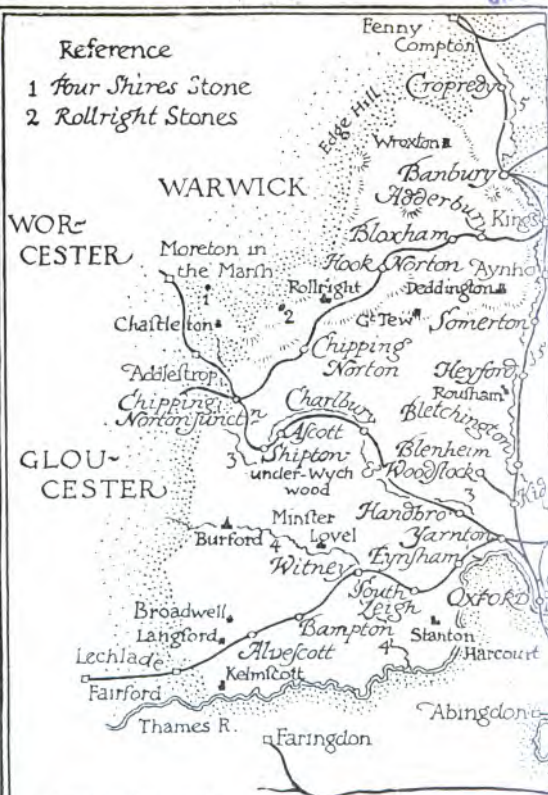 Reference
1 Four Shires Stone
2 Rollright Stones
Fenny
Compton
Cropredy
5
Edge Hill
Wroxton
Banbury
WARWICK
Adderbury
Kings
WOR-
CESTER
Bloxham
Moreton in
the Marsh
Hook Norton
Aynho
1
Rollright
Deddington
2
Chastleton
Gt. Tew
Somerton
Chipping
Norton
Addlestrop
Heyford
Rousham
Chipping
Norton Junction
Charlbury
Bletchington
Ascott
Blenheim
GLOU-
CESTER
3
Shipton-
under-Wych
wood
Woodstock
3
Kid
Handbro
Minster
Lovel
Burford
4
Yarnton
Witney
Eynsham
South
Leigh
OXFORD
Broadwell
Bampton
Stanton
Harcourt
Langford
Alvescott
4
Lechlade
Kelmscott
Fairford
Thames R.
Abingdon
Faringdon